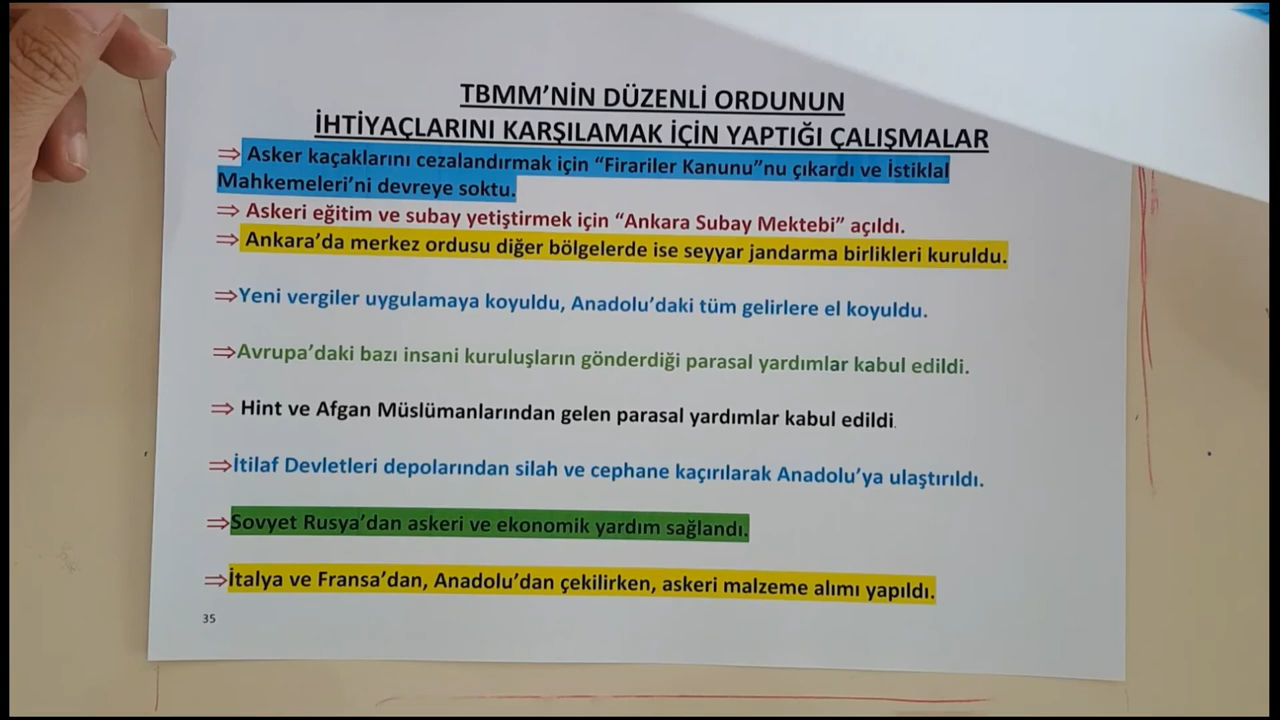 TBMM'NİN DÜZENLİ ORDUNUN
İHTİYAÇLARINI KARŞILAMAK İÇİN YAPTIĞI ÇALIŞMALAR
⇒ Asker kaçaklarını cezalandırmak için “Firariler Kanunu”nu çıkardı ve İstiklal
Mahkemeleri’ni devreye soktu.
⇒ Askeri eğitim ve subay yetiştirmek için “Ankara Subay Mektebi” açıldı.
⇒ Ankara’da merkez ordusu diğer bölgelerde ise seyyar jandarma birlikleri kuruldu.
⇒Yeni vergiler uygulamaya koyuldu, Anadolu’daki tüm gelirlere el koyuldu.
⇒Avrupa’daki bazı insani kuruluşların gönderdiği parasal yardımlar kabul edildi.
⇒ Hint ve Afgan Müslümanlarından gelen parasal yardımlar kabul edildi.
⇒İtilaf Devletleri depolarından silah ve cephane kaçırılarak Anadolu’ya ulaştırıldı.
⇒Sovyet Rusya’dan askeri ve ekonomik yardım sağlandı.
⇒İtalya ve Fransa’dan, Anadolu’dan çekilirken, askeri malzeme alımı yapıldı.
35